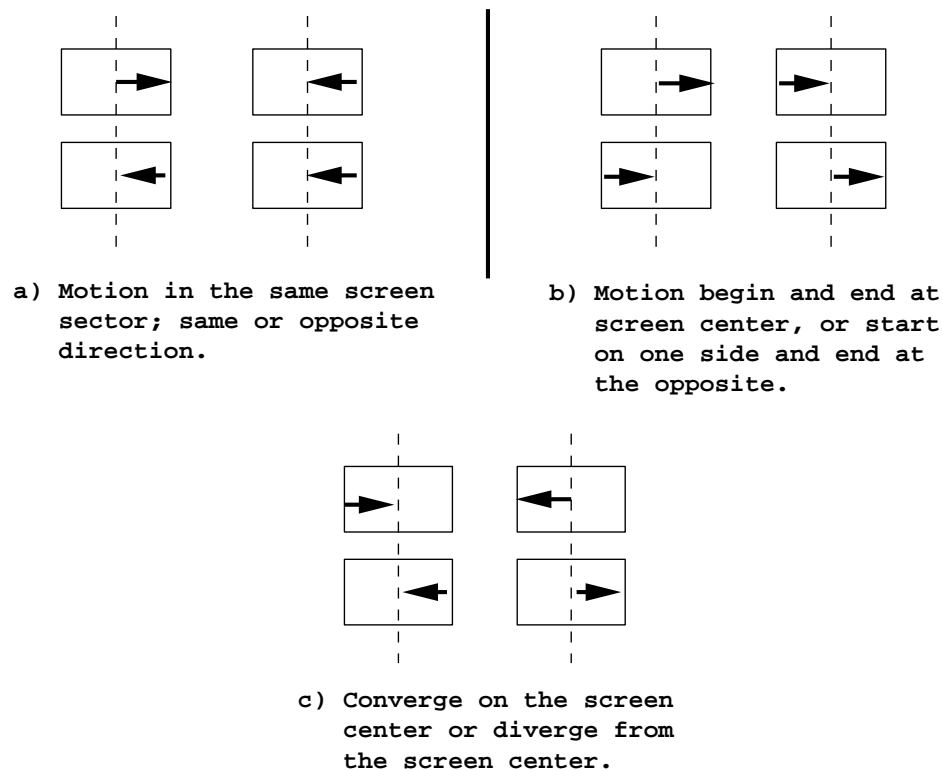 a) Motion in the same screen
sector; same or opposite
direction.
b) Motion begin and end at
screen center, or start
on one side and end at
the opposite.
c) Converge on the screen
center or diverge from
the screen center.